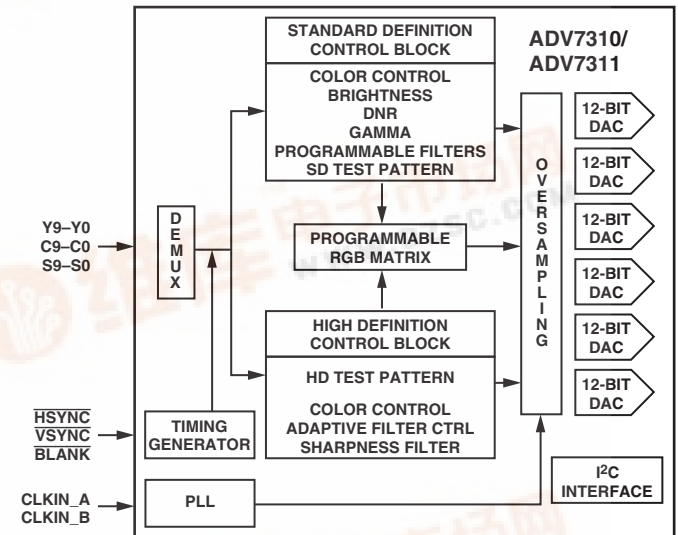 STANDARD DEFINITION
CONTROL BLOCK
COLOR CONTROL
BRIGHTNESS
DNR
GAMMA
PROGRAMMABLE FILTERS
SD TEST PATTERN
ADV7310/
ADV7311
Y9–Y0
C9–C0
S9–S0
DEMUX
PROGRAMMABLE
RGB MATRIX
OVERSAMPLING
12-BIT
DAC
12-BIT
DAC
12-BIT
DAC
12-BIT
DAC
12-BIT
DAC
12-BIT
DAC
HIGH DEFINITION
CONTROL BLOCK
HD TEST PATTERN
COLOR CONTROL
ADAPTIVE FILTER CTRL
SHARPNESS FILTER
HSYNC
VSYNC
BLANK
TIMING
GENERATOR
CLKIN_A
CLKIN_B
PLL
I²C
INTERFACE